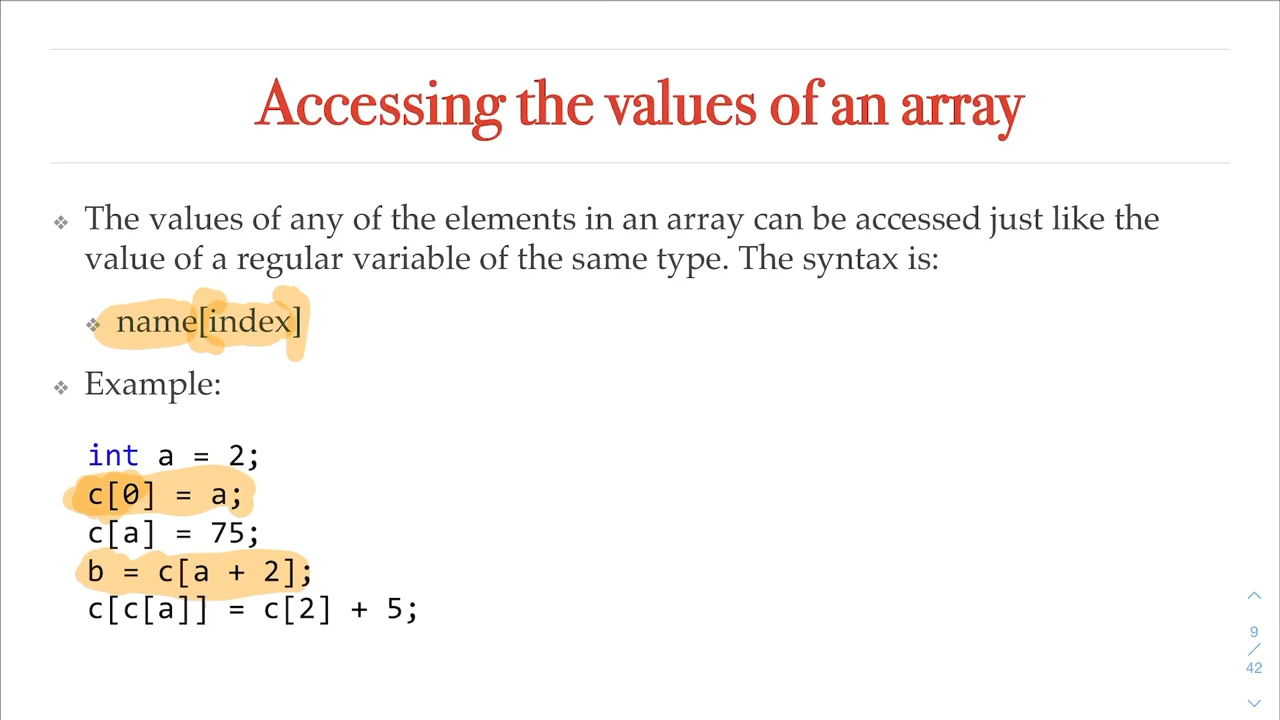 Accessing the values of an array
❖ The values of any of the elements in an array can be accessed just like the
value of a regular variable of the same type. The syntax is:
❖ name[index]
❖ Example:
int a = 2;
c[0] = a;
c[a] = 75;
b = c[a + 2];
c[c[a]] = c[2] + 5;
9
/
42